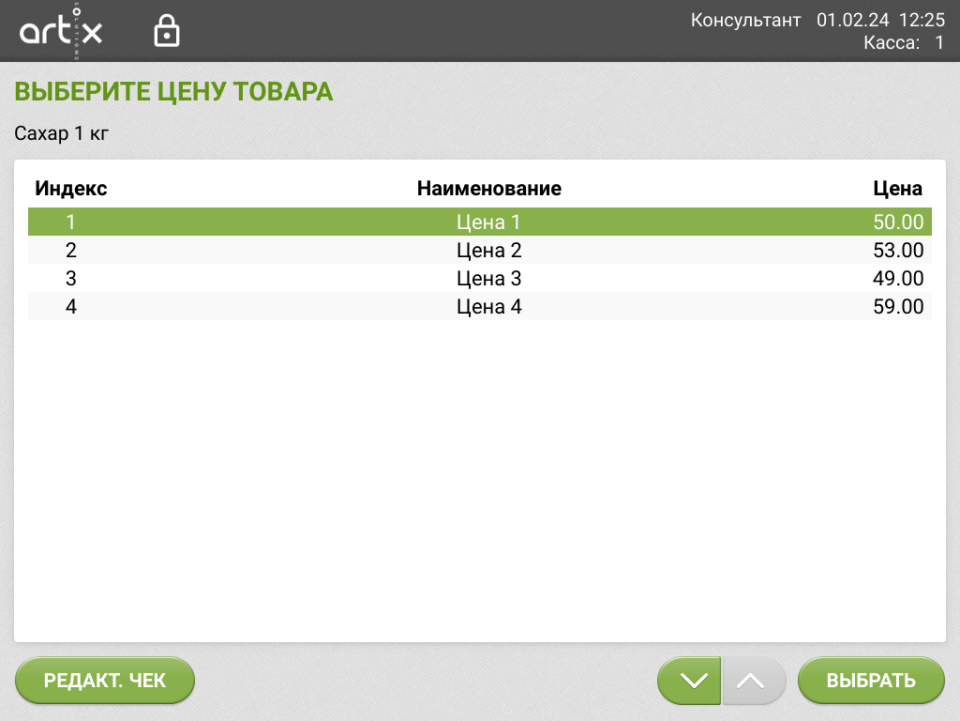 artix
SOLUTIONS
Консультант 01.02.24 12:25
Касса: 1
ВЫБЕРИТЕ ЦЕНУ ТОВАРА
Сахар 1 кг
Индекс Наименование Цена
1 Цена 1 50.00
2 Цена 2 53.00
3 Цена 3 49.00
4 Цена 4 59.00
РЕДАКТ. ЧЕК ВЫБРАТЬ